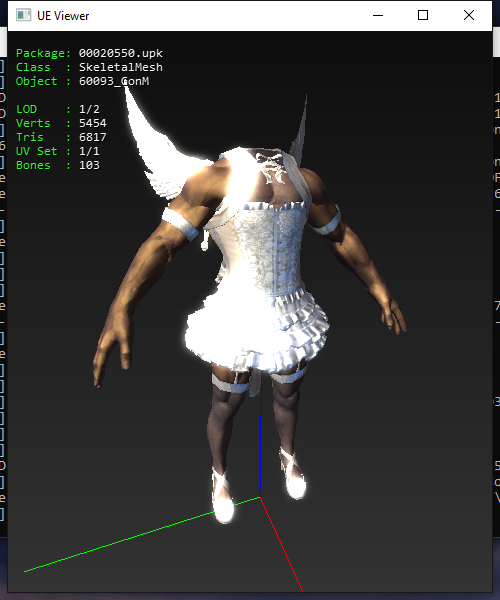 UE Viewer
Package: 00020550.upk
Class : SkeletalMesh
Object : 60093_GonM
LOD : 1/2
Verts : 5454
Tris : 6817
UV Set : 1/1
Bones : 103